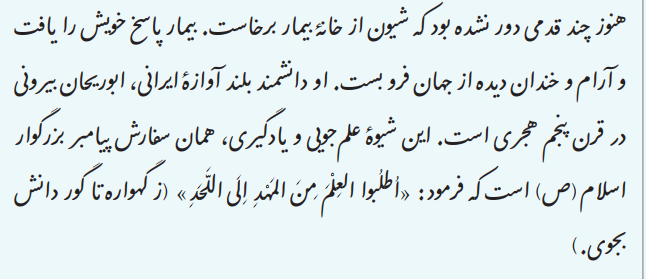 هنوز چند قدمی دور نشده بود که شیون از خانهٔ بیمار برخاست. بیمار پاسخ خویش را یافت
و آرام و خندان دیده از جهان فرو بست. او دانشمند بلند آوازهٔ ایرانی، ابوریحان بیرونی
در قرن پنجم هجری است. این شیوهٔ علم‌جویی و یادگیری، همان سفارش پیامبر بزرگوار
اسلام (ص) است که فرمود: «اُطلُبوا العِلْمَ مِنَ المَهْدِ اِلَی اللَّحَدِ» (ز گهواره تا گور دانش
بجوی.)